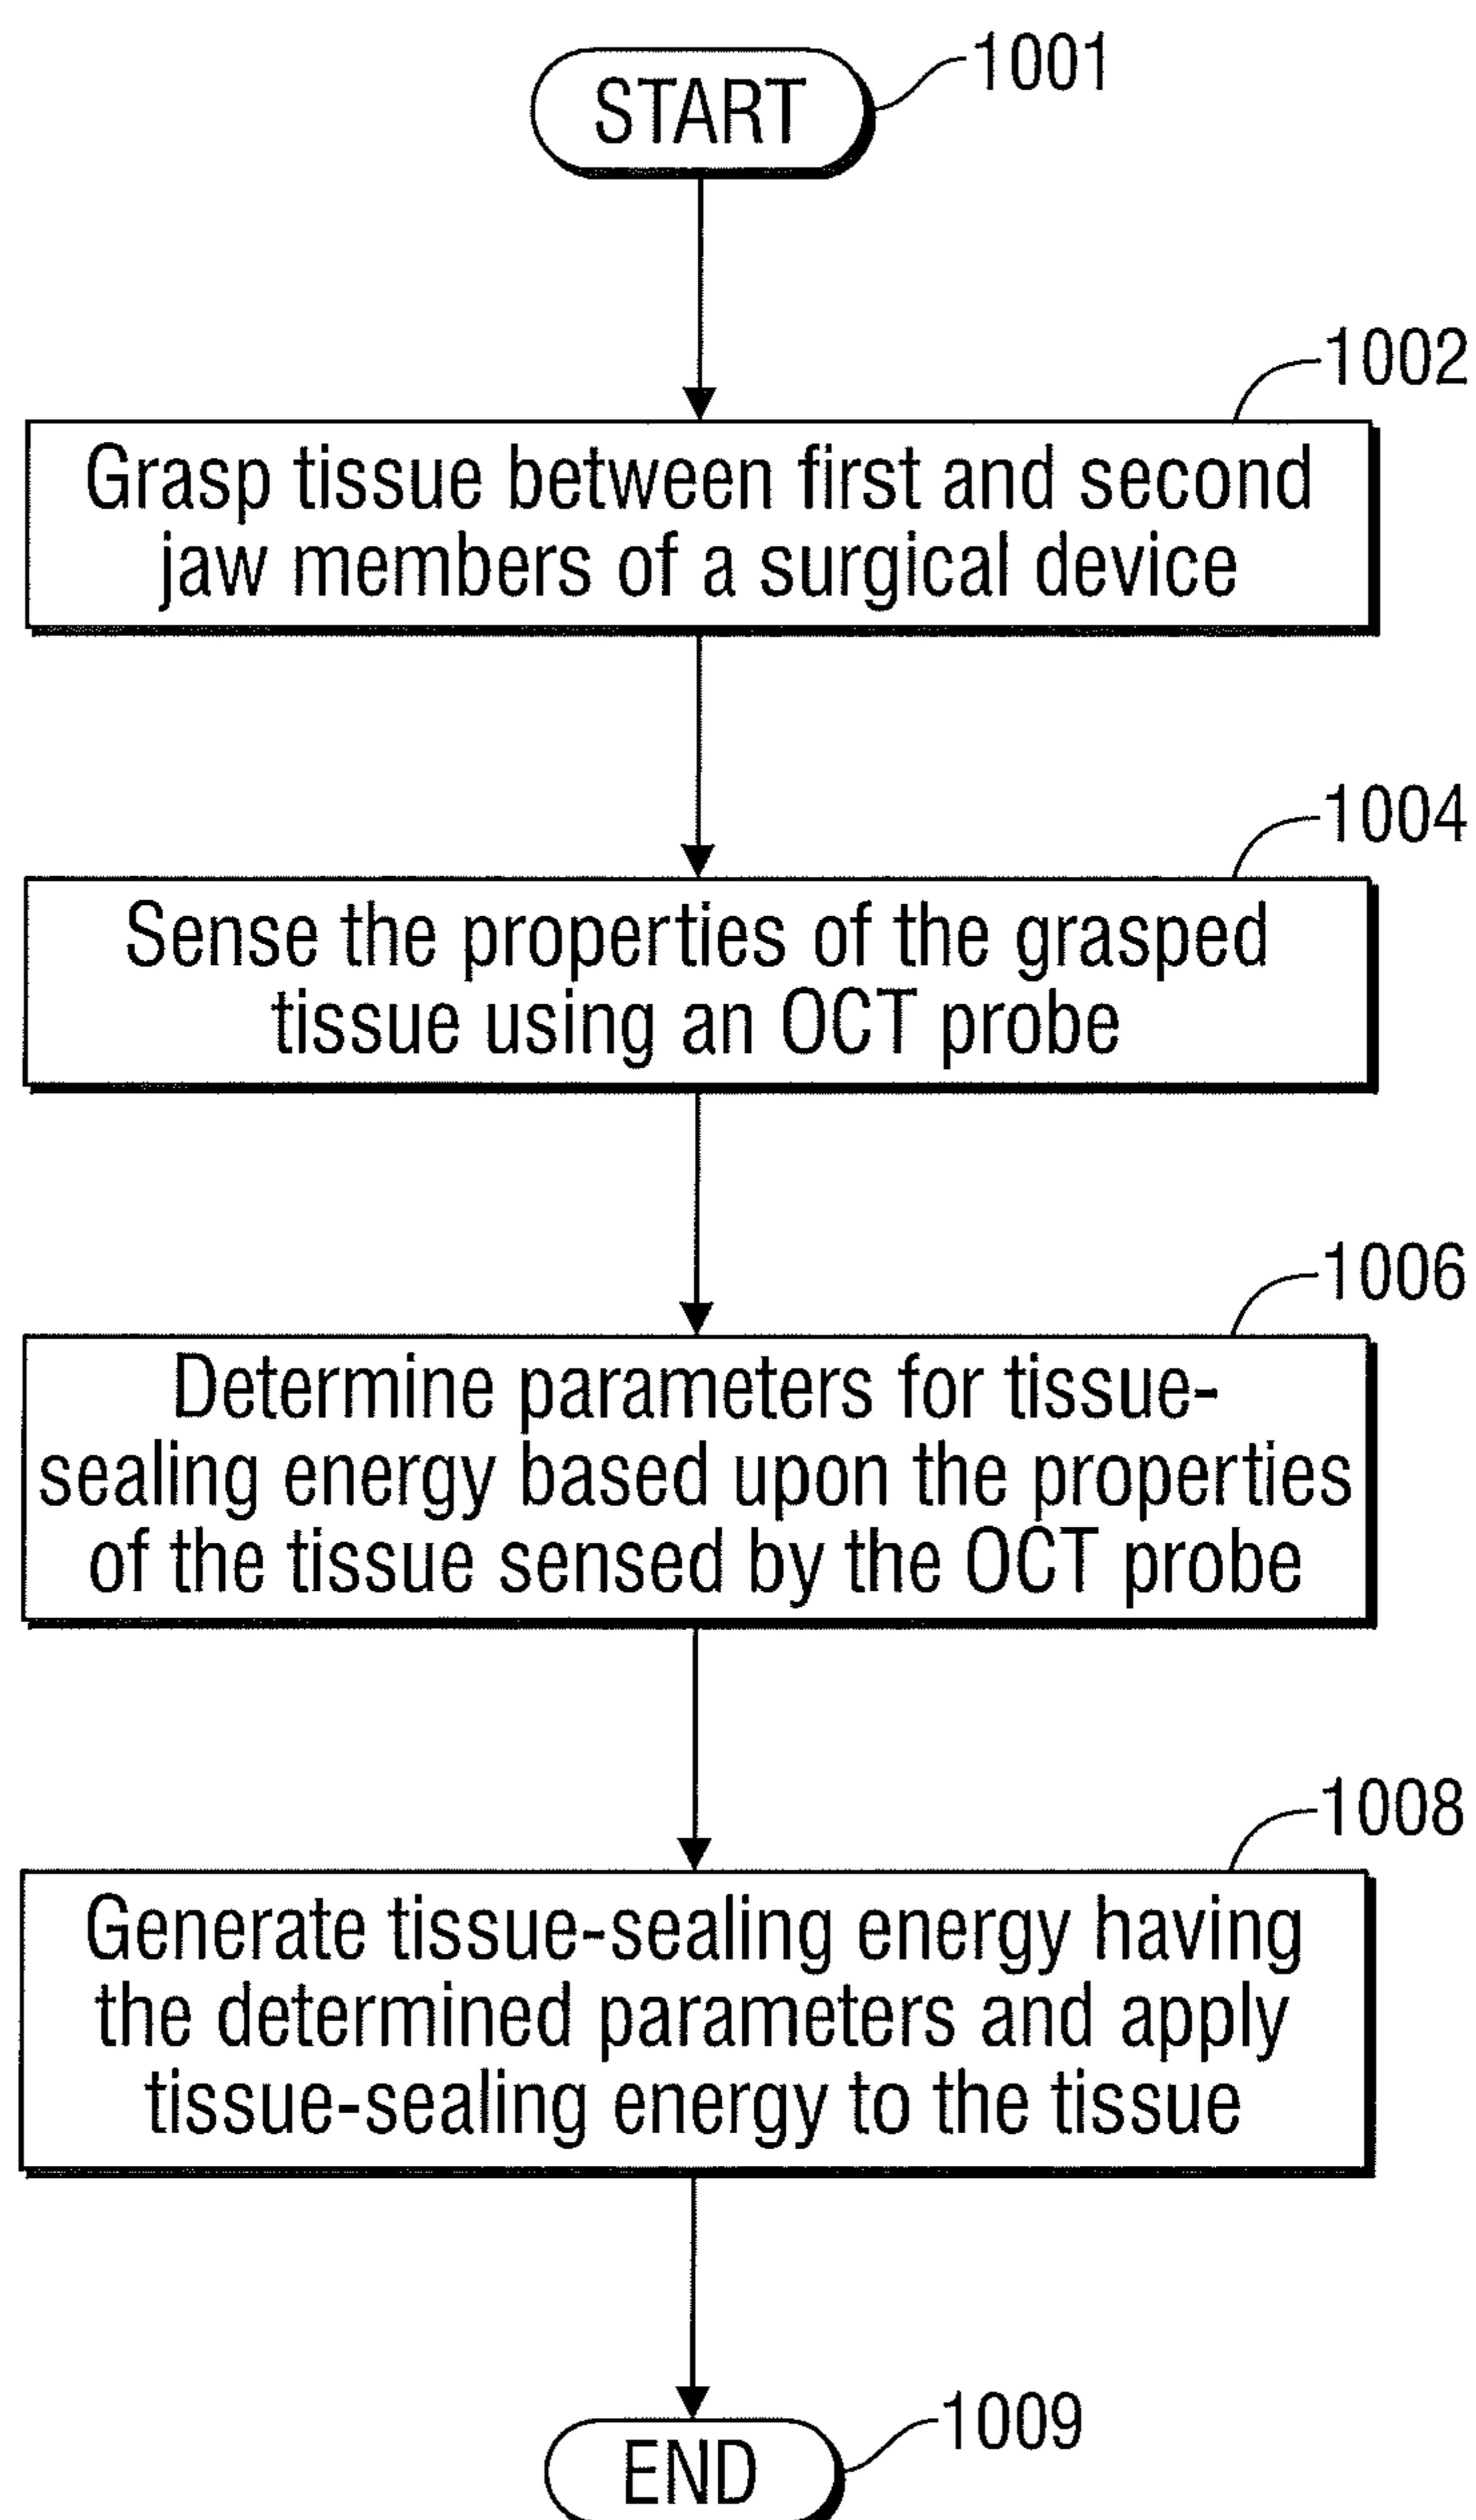 START
1001
1002
Grasp tissue between first and second
jaw members of a surgical device
1004
Sense the properties of the grasped
tissue using an OCT probe
1006
Determine parameters for tissue-
sealing energy based upon the properties
of the tissue sensed by the OCT probe
1008
Generate tissue-sealing energy having
the determined parameters and apply
tissue-sealing energy to the tissue
1009
END